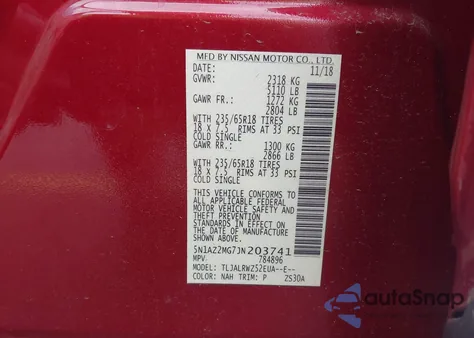 MFD BY NISSAN MOTOR CO., LTD.
DATE: 11/18
GVWR: 2318 KG
5110 LB
GAWR FR.: 1272 KG
2804 LB
WITH 235/65R18 TIRES
18 X 7.5 RIMS AT 33 PSI
COLD SINGLE
GAWR RR.: 1300 KG
2866 LB
WITH 235/65R18 TIRES
18 X 7.5 RIMS AT 33 PSI
COLD SINGLE
THIS VEHICLE CONFORMS TO
ALL APPLICABLE FEDERAL
MOTOR VEHICLE SAFETY AND
BUMPER STANDARDS IN
EFFECT ON THE
DATE OF MANUFACTURE
SHOWN ABOVE.
5N1AZ2MG7JN203741
MPV 784896
MODEL: TLJALRWZ52EUA--E--
COLOR: NAH TRIM: P ZS30A
AutoSnap